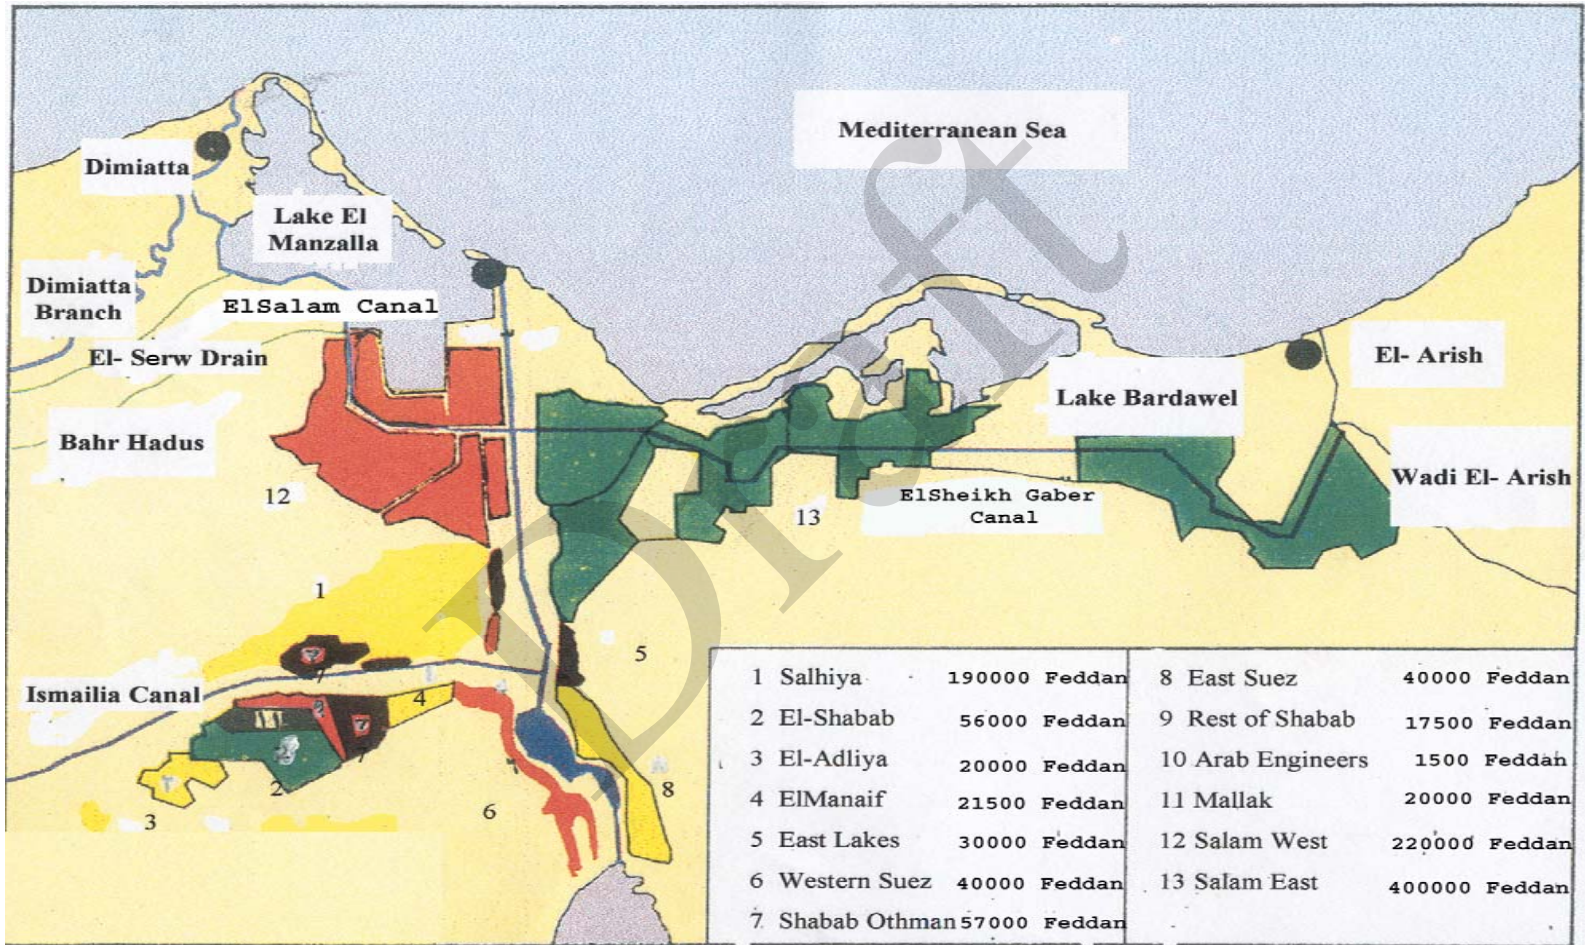 Mediterranean Sea
Dimiatta
Lake El
Manzalla
Dimiatta
Branch
ElSalam Canal
El- Serw Drain
Bahr Hadus
El- Arish
Lake Bardawel
Wadi El- Arish
ElSheikh Gaber
Canal
12
13
1
5
7
Ismailia Canal
4
7
7
2
3
6
8
Draft
1 Salhiya 190000 Feddan
2 El-Shabab 56000 Feddan
3 El-Adliya 20000 Feddan
4 ElManaif 21500 Feddan
5 East Lakes 30000 Feddan
6 Western Suez 40000 Feddan
7 Shabab Othman 57000 Feddan
8 East Suez 40000 Feddan
9 Rest of Shabab 17500 Feddan
10 Arab Engineers 1500 Feddan
11 Mallak 20000 Feddan
12 Salam West 220000 Feddan
13 Salam East 400000 Feddan